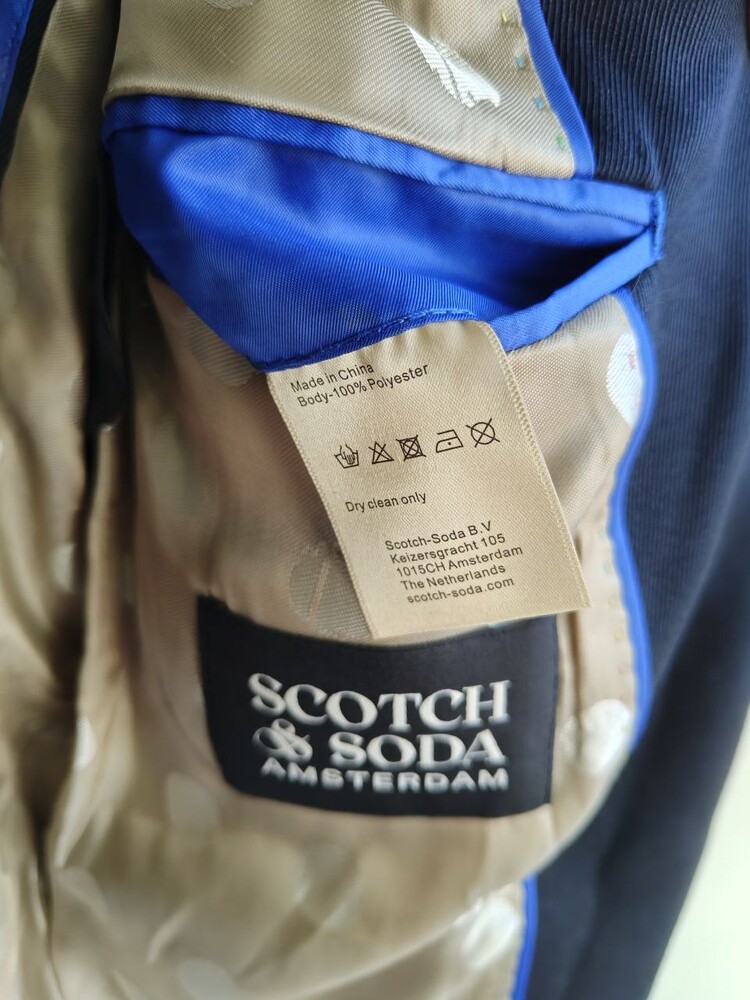 Made in China
Body-100% Polyester
Dry clean only
Scotch-Soda B.V
Keizersgracht 105
1015CH Amsterdam
The Netherlands
scotch-soda.com
SCOTCH
& SODA
AMSTERDAM